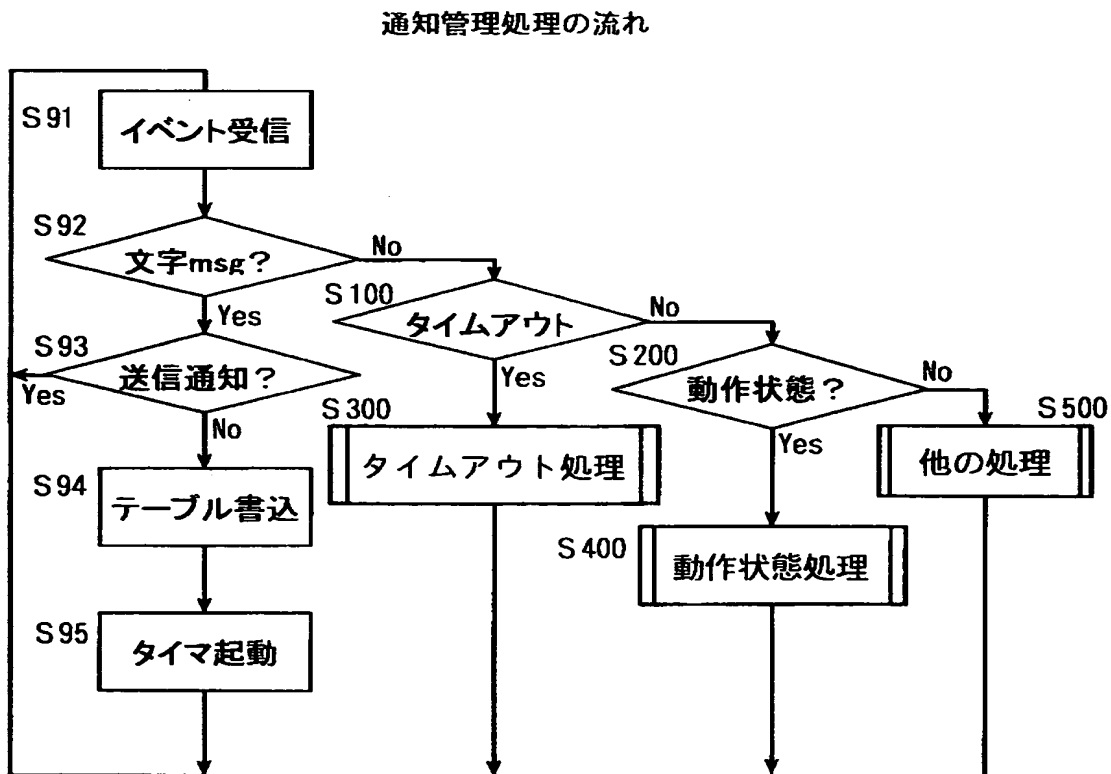 通知管理処理の流れ
S91
イベント受信
S92
文字msg?
No
Yes
S100
タイムアウト
No
Yes
S93
送信通知?
Yes
No
S200
動作状態?
No
Yes
S300
タイムアウト処理
S500
他の処理
S94
テーブル書込
S400
動作状態処理
S95
タイマ起動